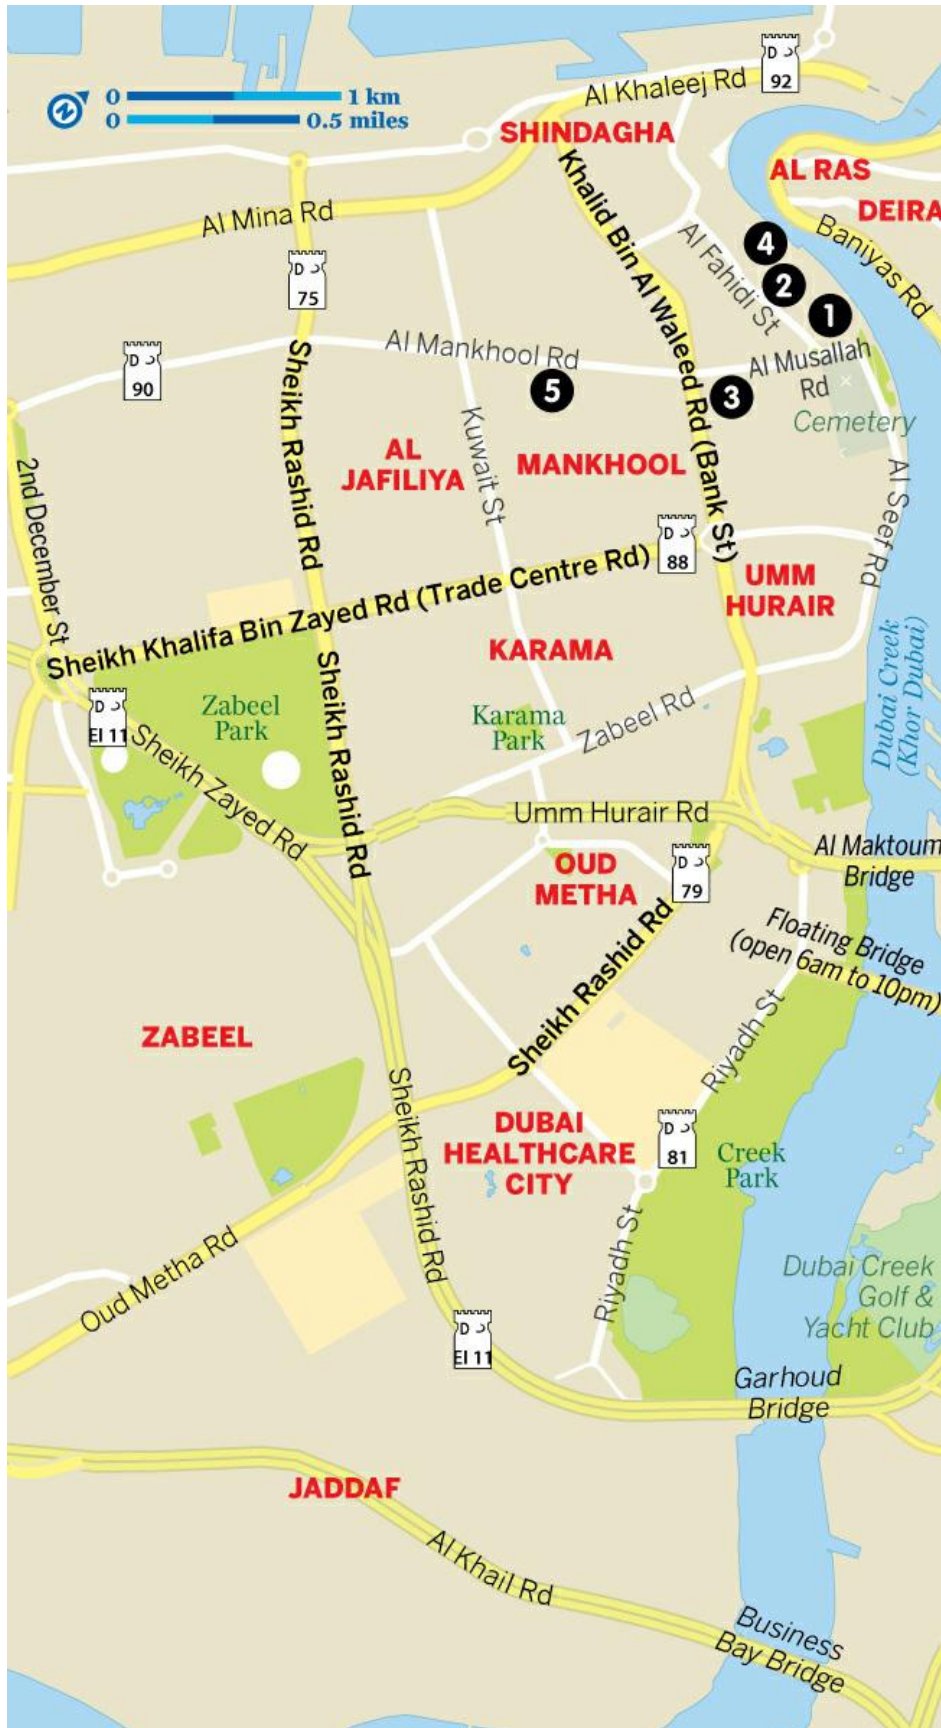 D
92
0 1 km
0 0.5 miles
Al Khaleej Rd
SHINDAGHA
AL RAS
DEIRA
Al Mina Rd
Khalid Bin Al Waleed Rd (Bank St)
Al Fahidi St
Baniyas Rd
4
2
1
D
75
Al Mankhool Rd
Al Musallah
Rd
D
90
5
3
Cemetery
Sheikh Rashid Rd
Kuwait St
AL
JAFILIYA
MANKHOOL
Al Seef Rd
2nd December St
D
88
UMM
HURAIR
Sheikh Khalifa Bin Zayed Rd (Trade Centre Rd)
KARAMA
Dubai Creek
(Khor Dubai)
Sheikh Rashid Rd
Zabeel
Park
Karama
Park
Zabeel Rd
D
EI 11
Sheikh Zayed Rd
Umm Hurair Rd
Al Maktoum
Bridge
OUD
METHA
D
79
Floating Bridge
(open 6am to 10pm)
Sheikh Rashid Rd
Riyadh St
ZABEEL
Sheikh Rashid Rd
DUBAI
HEALTHCARE
CITY
D
81
Creek
Park
Riyadh St
Oud Metha Rd
Dubai Creek
Golf &
Yacht Club
D
EI 11
Garhoud
Bridge
JADDAF
Al Khail Rd
Business
Bay Bridge